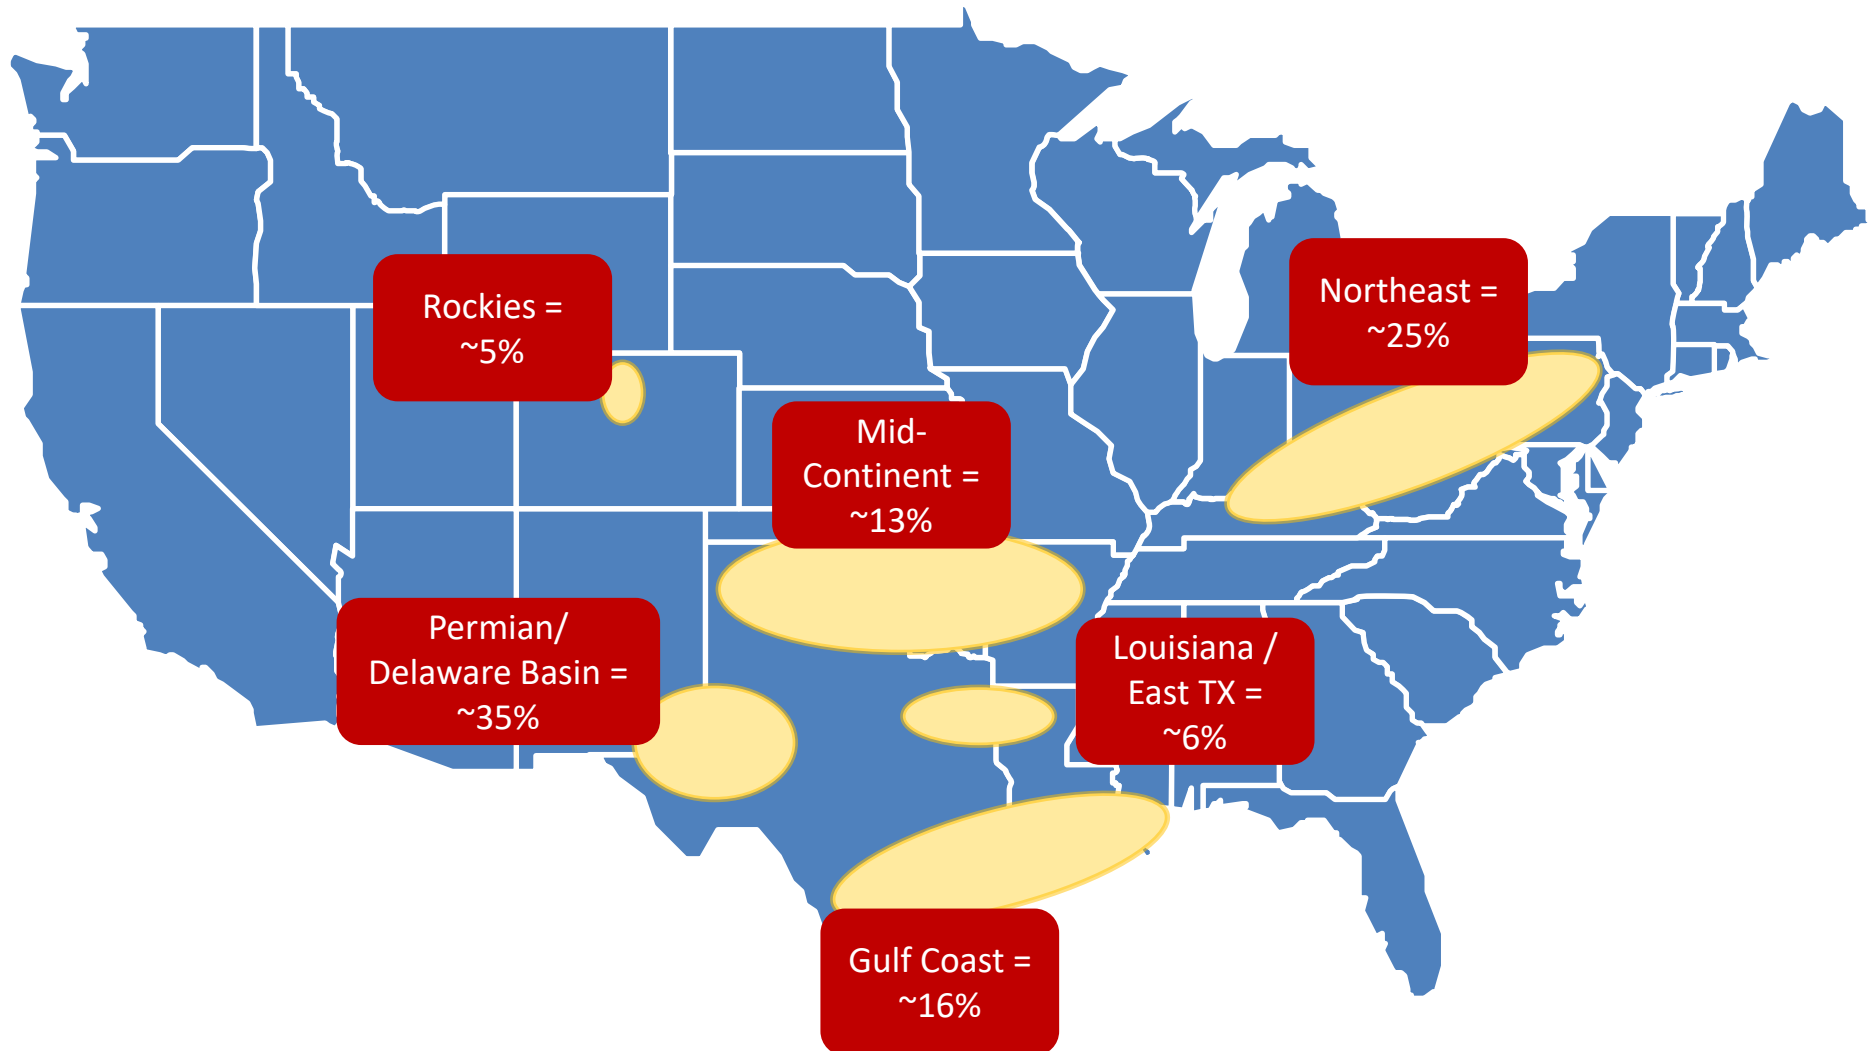 Rockies =
~5%
Northeast =
~25%
Mid-
Continent =
~13%
Permian/
Delaware Basin =
~35%
Louisiana /
East TX =
~6%
Gulf Coast =
~16%